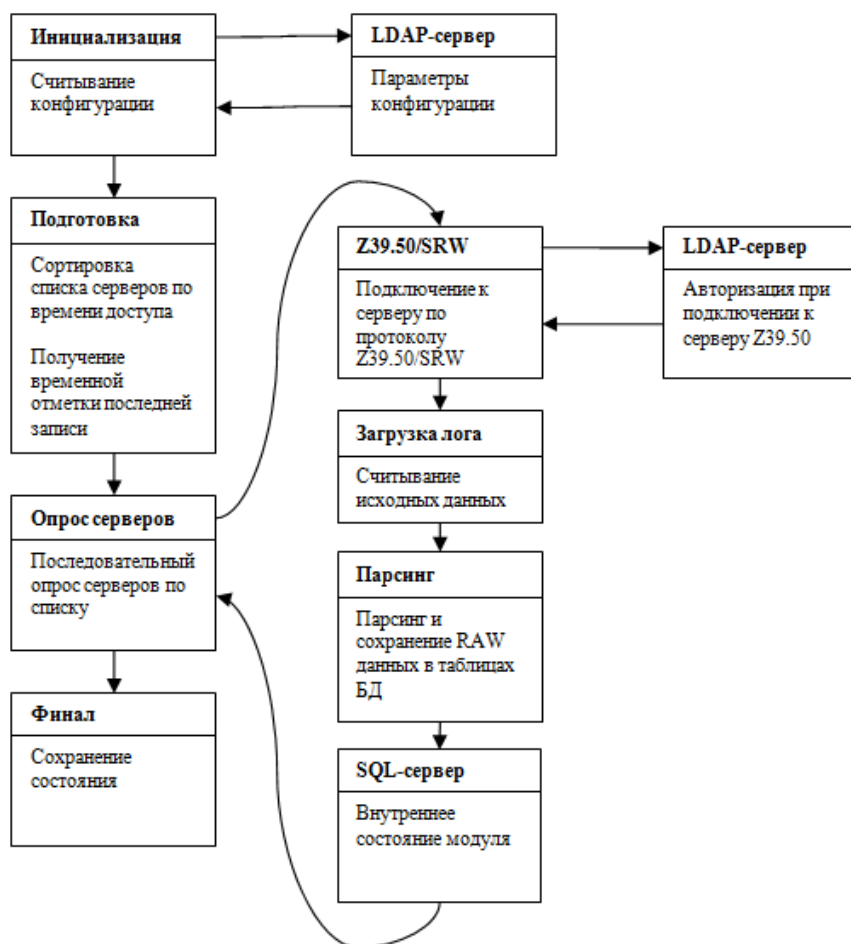 Инициализация
Считывание
конфигурации
LDAP-сервер
Параметры
конфигурации
Подготовка
Сортировка
списка серверов по
времени доступа
Получение
временной
отметки последней
записи
Опрос серверов
Последовательный
опрос серверов по
списку
Финал
Сохранение
состояния
Z39.50/SRW
Подключение к
серверу по
протоколу
Z39.50/SRW
LDAP-сервер
Авторизация при
подключении к
серверу Z39.50
Загрузка лога
Считывание
исходных данных
Парсинг
Парсинг и
сохранение RAW
данных в таблицах
БД
SQL-сервер
Внутреннее
состояние модуля